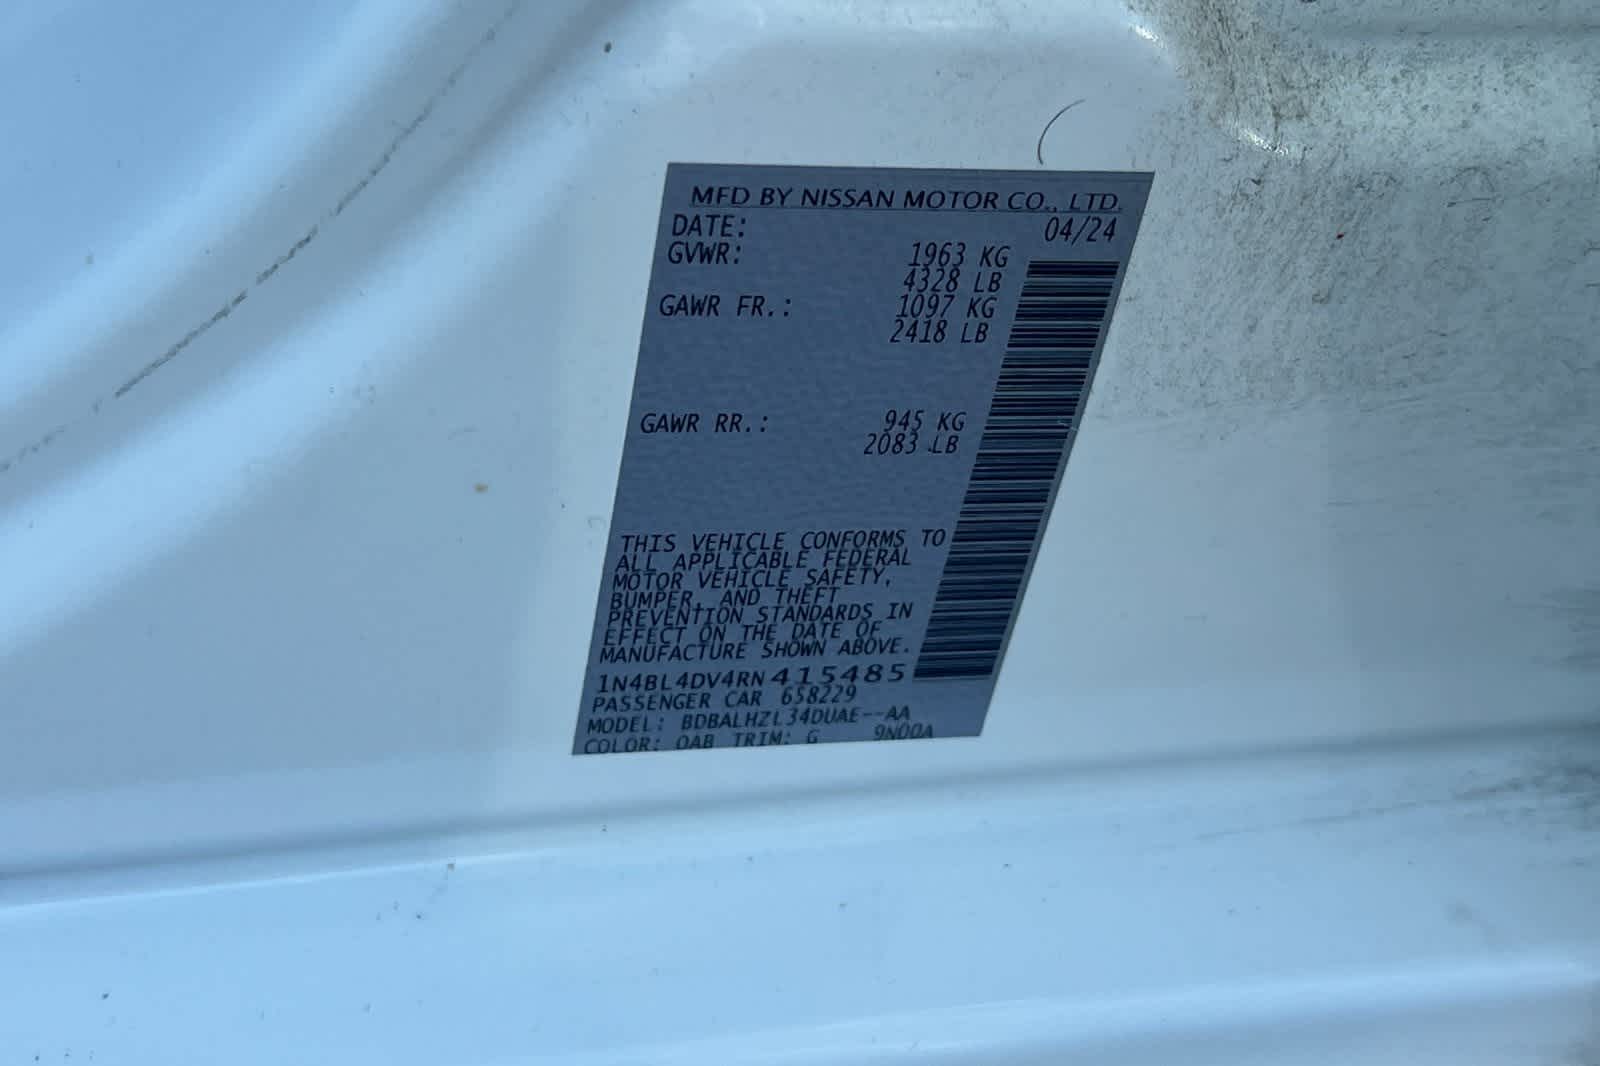 MFD BY NISSAN MOTOR CO., LTD.
DATE: 04/24
GVWR: 1963 KG
4328 LB
GAWR FR.: 1097 KG
2418 LB
GAWR RR.: 945 KG
2083 LB
THIS VEHICLE CONFORMS TO
ALL APPLICABLE FEDERAL
MOTOR VEHICLE SAFETY,
BUMPER, AND THEFT
PREVENTION STANDARDS IN
EFFECT ON THE DATE OF
MANUFACTURE SHOWN ABOVE.
1N4BL4DV4RN415485
PASSENGER CAR 658229
MODEL: BDBALHZL34DUAE--AA
COLOR: QAB TRIM: G 9N00A